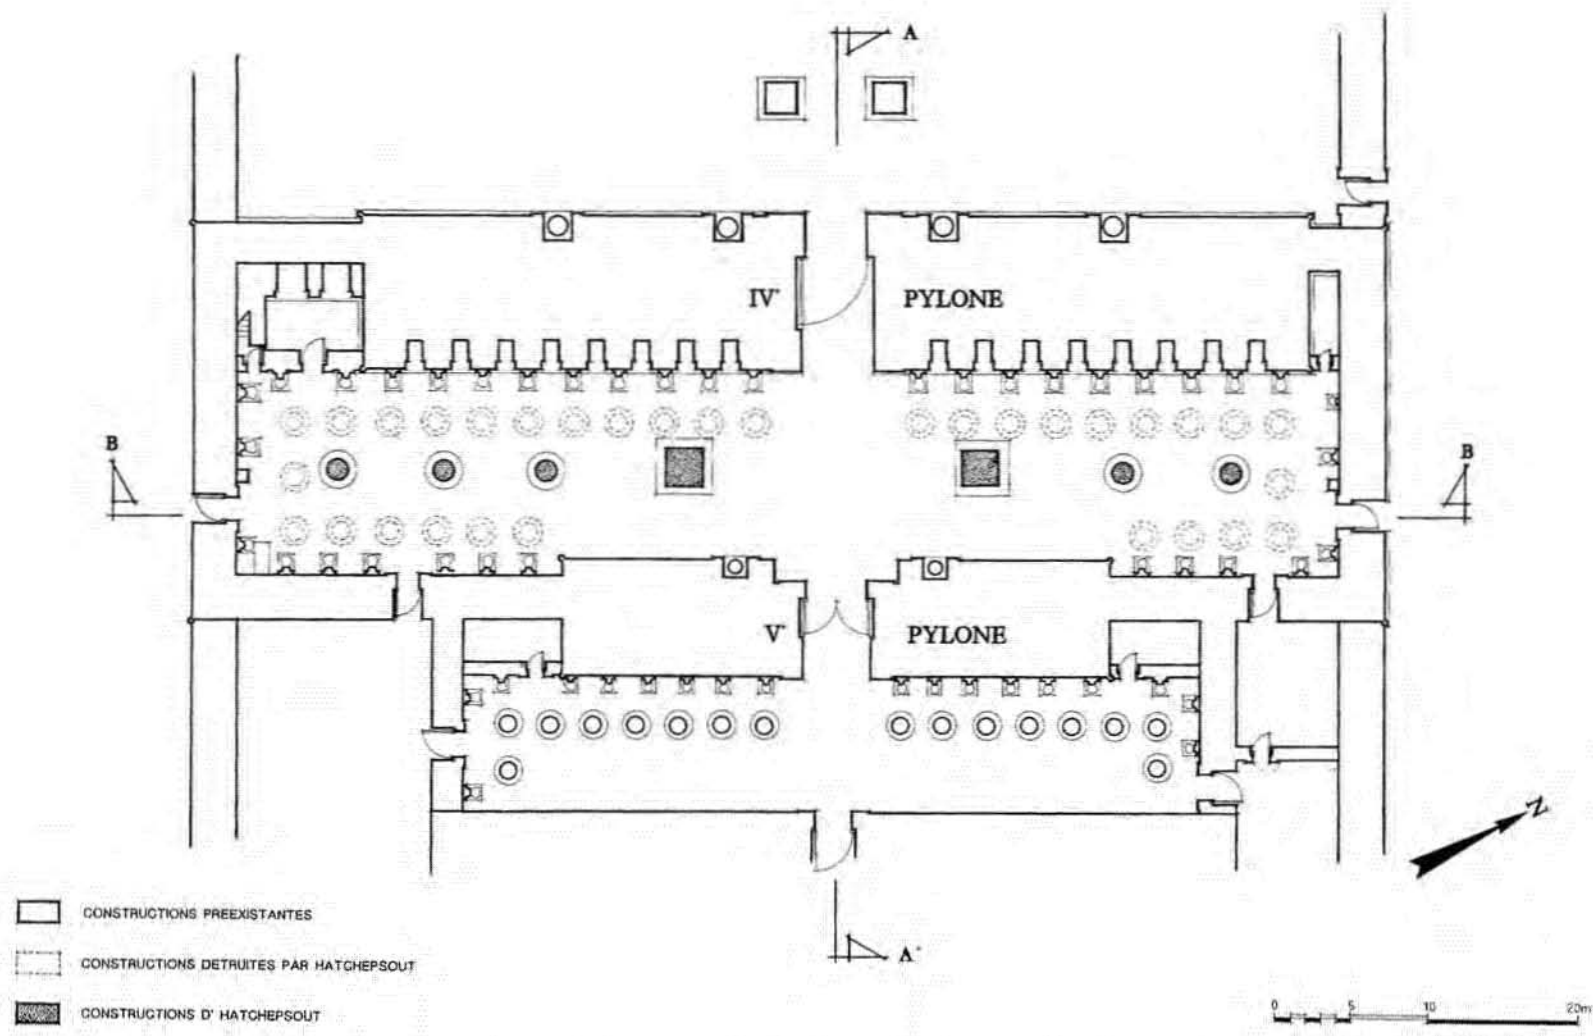 A
IV° PYLONE
B
B
V° PYLONE
N
CONSTRUCTIONS PREEXISTANTES
CONSTRUCTIONS DETRUITES PAR HATCHEPSOUT
A'
CONSTRUCTIONS D' HATCHEPSOUT
0 5 10 20m